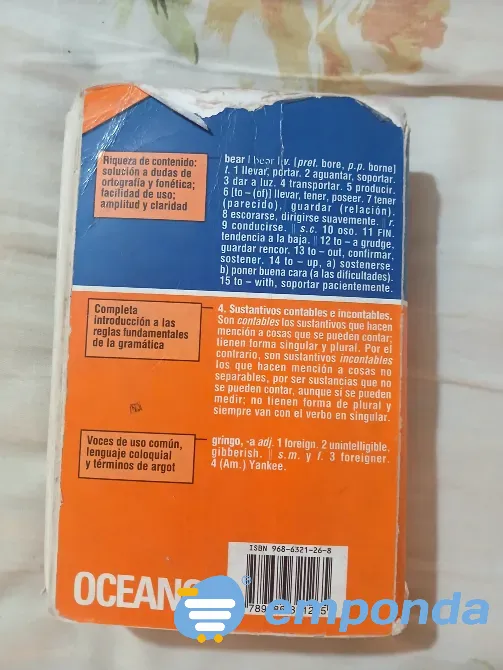 Riqueza de contenido:
solución a dudas de
ortografía y fonética;
facilidad de uso;
amplitud y claridad
bear | bear | v. [pret. bore, p.p. borne]
t. 1 llevar, portar. 2 aguantar, soportar.
3 dar a luz. 4 transportar. 5 producir.
6 [to – (of)] llevar, tener, poseer. 7 tener
(parecido), guardar (relación). ‖ r.
8 escorarse, dirigirse suavemente. ‖ r.
9 conducirse. ‖ s.c. 10 oso. 11 FIN.
tendencia a la baja. ‖ 12 to – a grudge,
guardar rencor. 13 to – out, confirmar,
sostener. 14 to – up, a) sostenerse.
b) poner buena cara (a las dificultades).
15 to – with, soportar pacientemente.
Completa
introducción a las
reglas fundamentales
de la gramática
4. Sustantivos contables e incontables.
Son contables los sustantivos que hacen
mención a cosas que se pueden contar;
tienen forma singular y plural. Por el
contrario, son sustantivos incontables
los que hacen mención a cosas no
separables, por ser sustancias que no
se pueden contar, aunque sí se pueden
medir; no tienen forma de plural y
siempre van con el verbo en singular.
Voces de uso común,
lenguaje coloquial
y términos de argot
gringo, -a adj. 1 foreign. 2 unintelligible,
gibberish. ‖ s.m. y f. 3 foreigner.
4 (Am.) Yankee.
ISBN 968-6321-26-8
OCEANO
emponda